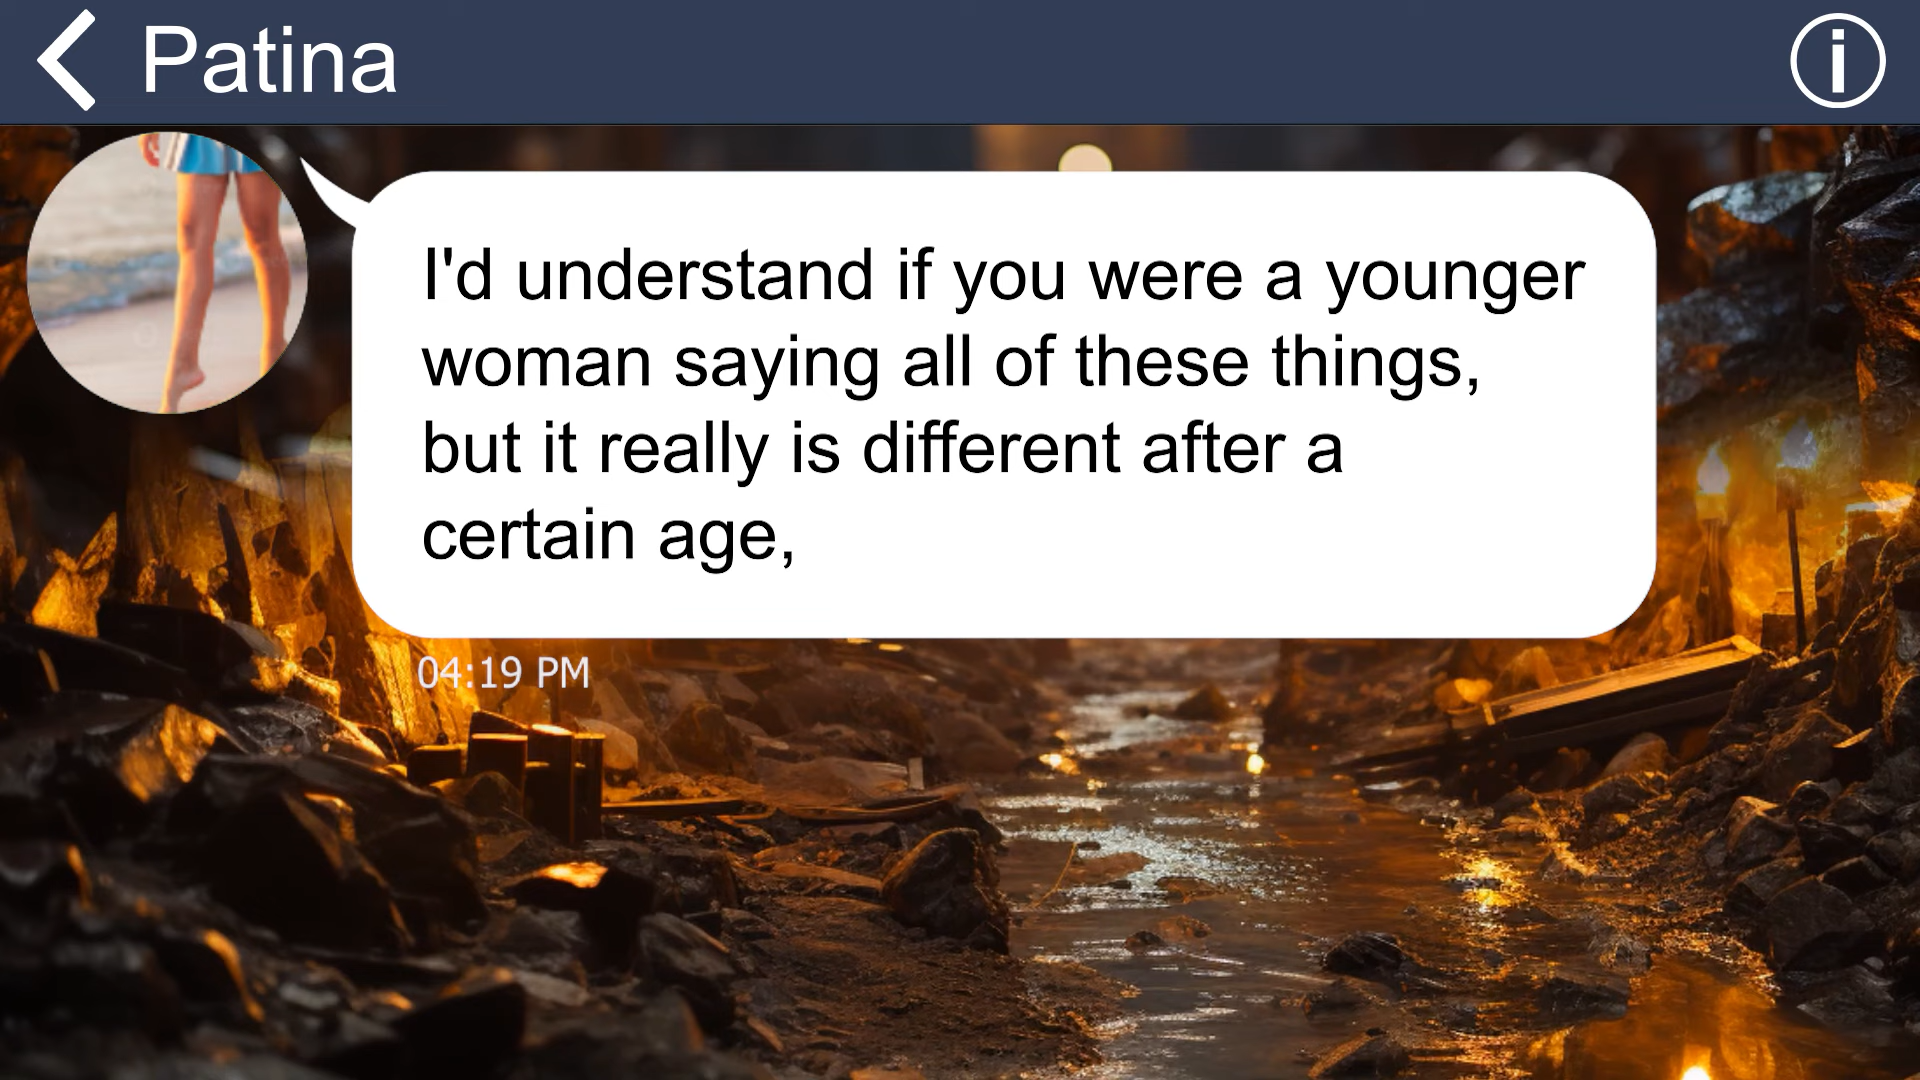 Patina
I'd understand if you were a younger
woman saying all of these things,
but it really is different after a
certain age,
04:19 PM